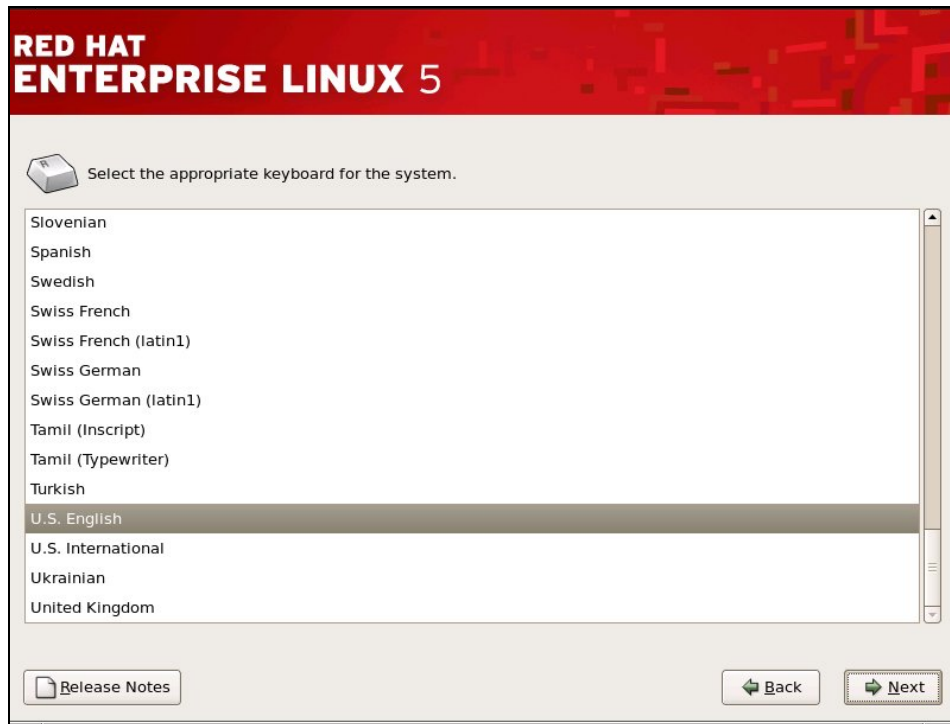 RED HAT
ENTERPRISE LINUX 5
R
Select the appropriate keyboard for the system.
Slovenian
Spanish
Swedish
Swiss French
Swiss French (latin1)
Swiss German
Swiss German (latin1)
Tamil (Inscript)
Tamil (Typewriter)
Turkish
U.S. English
U.S. International
Ukrainian
United Kingdom
Release Notes
Back
Next